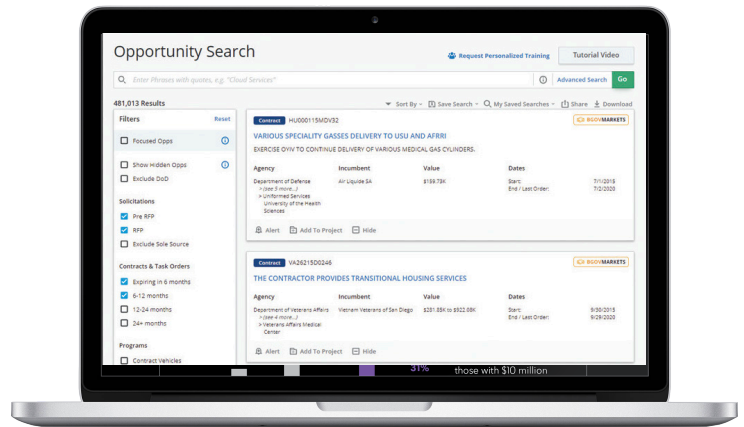 Opportunity Search
Request Personalized Training
Tutorial Video
Enter Phrases with quotes, e.g. "Cloud Services"
Advanced Search
Go
481,013 Results
Sort By
Save Search
My Saved Searches
Share
Download
Filters
Reset
Focused Opps
Show Hidden Opps
Exclude DoD
Solicitations
Pre RFP
RFP
Exclude Sole Source
Contracts & Task Orders
Expiring in 6 months
6-12 months
12-24 months
24+ months
Programs
Contract Vehicles
Contract HU000115MDV32
BGOVMARKETS
VARIOUS SPECIALITY GASSES DELIVERY TO USU AND AFRRI
EXERCISE OYIV TO CONTINUE DELIVERY OF VARIOUS MEDICAL GAS CYLINDERS.
Agency Incumbent Value Dates
Department of Defense Air Liquide SA $159.73K Start: 7/1/2015
> (see 5 more...) End / Last Order: 7/2/2020
> Uniformed Services
University of the Health
Sciences
Alert Add To Project Hide
Contract VA26215D0246
BGOVMARKETS
THE CONTRACTOR PROVIDES TRANSITIONAL HOUSING SERVICES
Agency Incumbent Value Dates
Department of Veterans Affairs Vietnam Veterans of San Diego $281.85K to $922.08K Start: 9/30/2015
> (see 4 more...) End / Last Order: 9/29/2020
> Veterans Affairs Medical
Center
Alert Add To Project Hide
31% those with $10 million